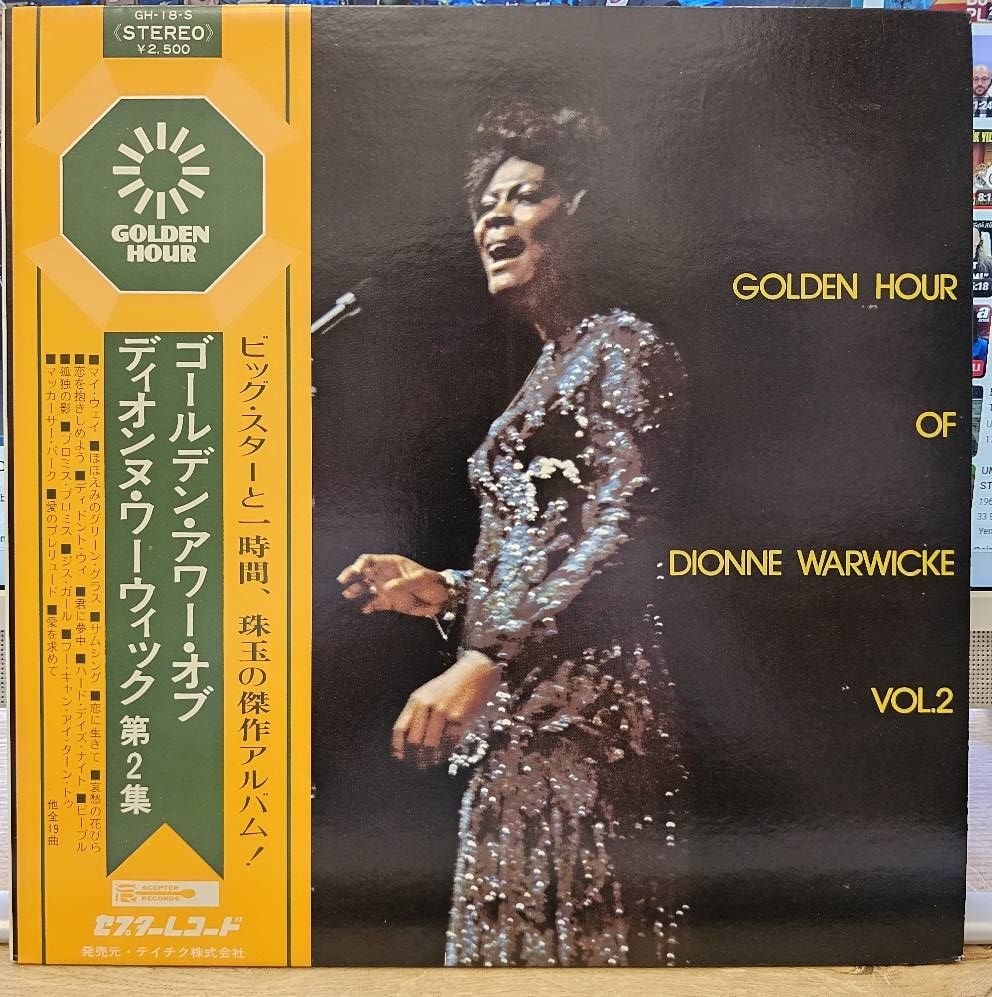 GH-18-S
《STEREO》
¥2,500
GOLDEN
HOUR
ビッグ・スターと一時間、珠玉の傑作アルバム！
ゴールデン・アワー・オブ
ディオンヌ・ワーウィック 第2集
■マイ・ウェイ ■ほほえみのグリーン・グラス ■サムシング ■恋に生きて ■哀愁の花びら
■恋を抱きしめよう ■ディドント・ウィ ■君に夢中 ■ハード・デイズ・ナイト ■ピープル
■孤独の影 ■プロミス・プロミス ■ジス・ガール ■フー・キャン・アイ・ターン・トゥ
■マッカーサー・パーク ■愛のプレリュード ■愛を求めて 他全19曲
SCEPTER
RECORDS
セプターレコード
発売元・テイチク株式会社
GOLDEN HOUR
OF
DIONNE WARWICKE
VOL.2